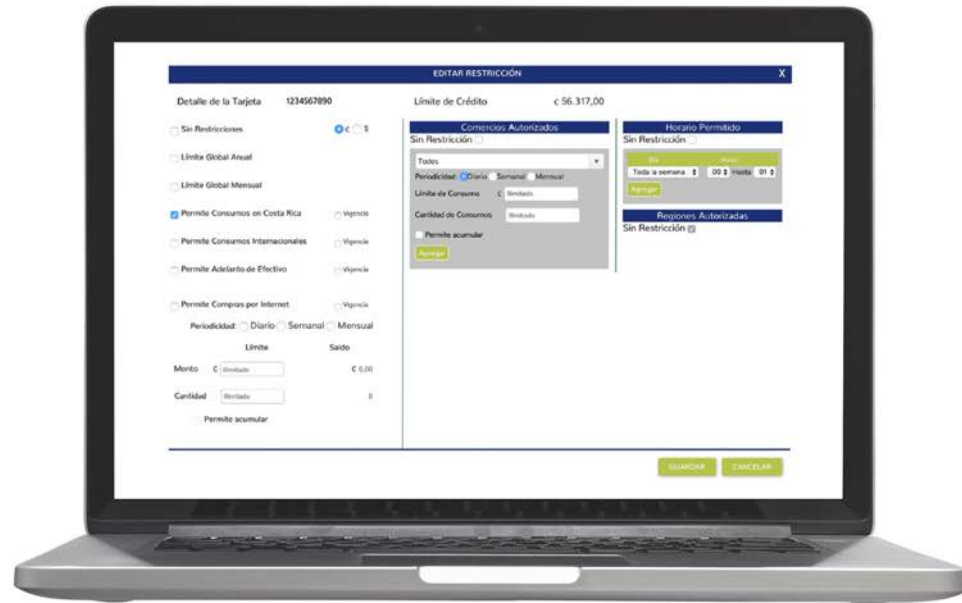 EDITAR RESTRICCIÓN X
Detalle de la Tarjeta 1234567890 Límite de Crédito c 56.317,00
Sin Restricciones C $
Límite Global Anual
Límite Global Mensual
Permite Consumos en Costa Rica Vigencia
Permite Consumos Internacionales Vigencia
Permite Adelanto de Efectivo Vigencia
Permite Compras por Internet Vigencia
Periodicidad: Diario Semanal Mensual
Límite Saldo
Monto C Ilimitado C 0,00
Cantidad Ilimitado 0
Permite acumular
Comercios Autorizados
Sin Restricción
Todos
Periodicidad: Diario Semanal Mensual
Límite de Consumo C Ilimitado
Cantidad de Consumos Ilimitado
Permite acumular
Agregar
Horario Permitido
Sin Restricción
Día Horas
Toda la semana 00 Hasta 01
Agregar
Regiones Autorizadas
Sin Restricción
GUARDAR CANCELAR